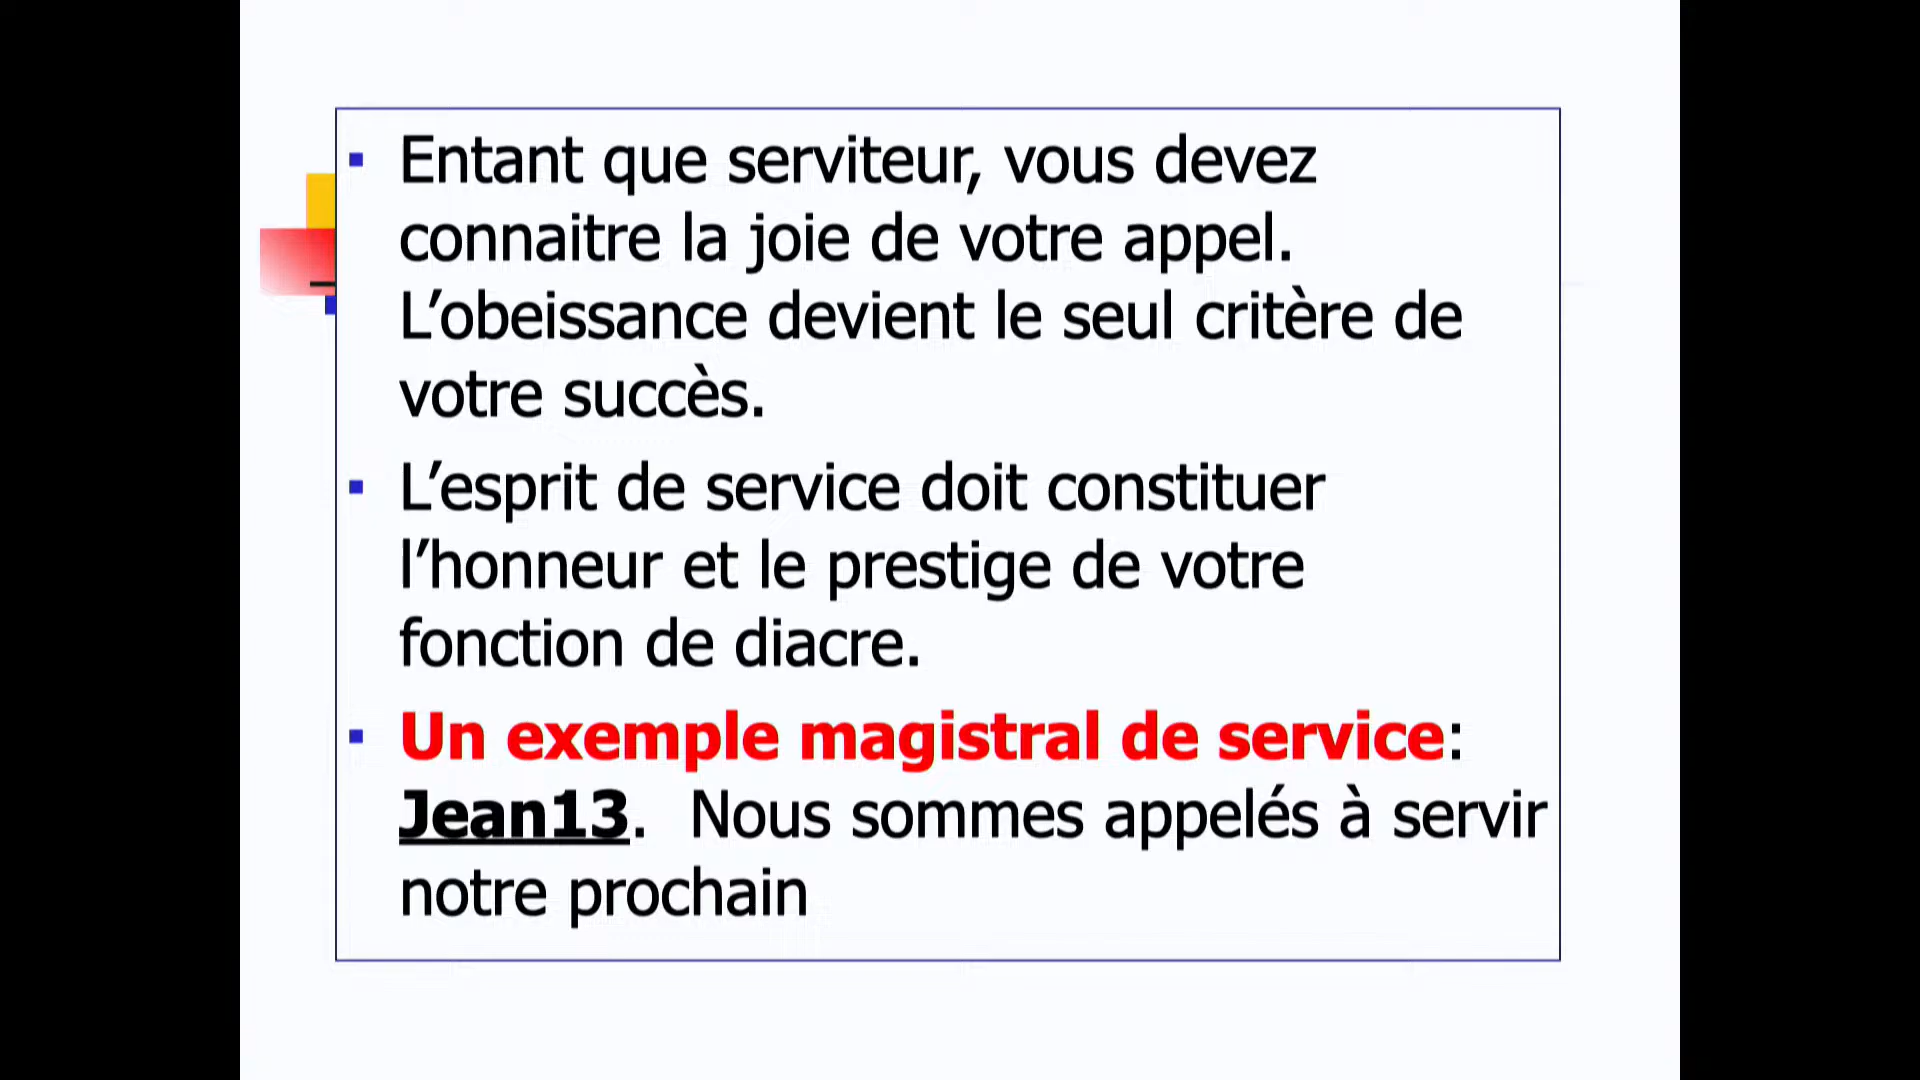 Entant que serviteur, vous devez
connaitre la joie de votre appel.
L’obeissance devient le seul critère de
votre succès.
L’esprit de service doit constituer
l’honneur et le prestige de votre
fonction de diacre.
Un exemple magistral de service:
Jean13.  Nous sommes appelés à servir
notre prochain